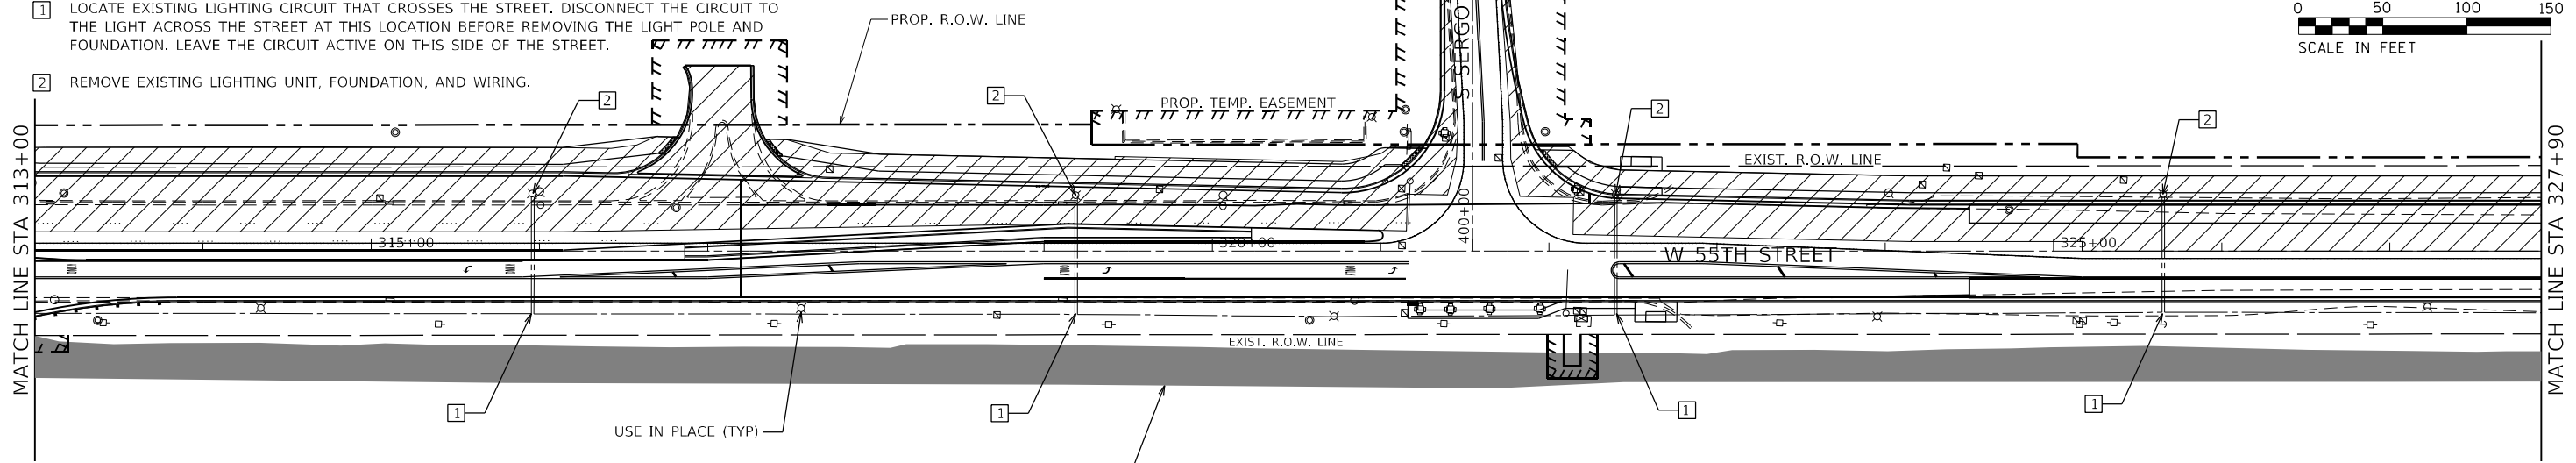 1 LOCATE EXISTING LIGHTING CIRCUIT THAT CROSSES THE STREET. DISCONNECT THE CIRCUIT TO
THE LIGHT ACROSS THE STREET AT THIS LOCATION BEFORE REMOVING THE LIGHT POLE AND
FOUNDATION. LEAVE THE CIRCUIT ACTIVE ON THIS SIDE OF THE STREET.
2 REMOVE EXISTING LIGHTING UNIT, FOUNDATION, AND WIRING.
PROP. R.O.W. LINE
0 50 100 150
SCALE IN FEET
S SERGO
2
2
PROP. TEMP. EASEMENT
2
2
MATCH LINE STA 313+00
EXIST. R.O.W. LINE
MATCH LINE STA 327+90
400+00
315+00
320+00
325+00
W 55TH STREET
ONLY
ONLY
ONLY
ONLY
EXIST. R.O.W. LINE
1
1
1
1
USE IN PLACE (TYP)